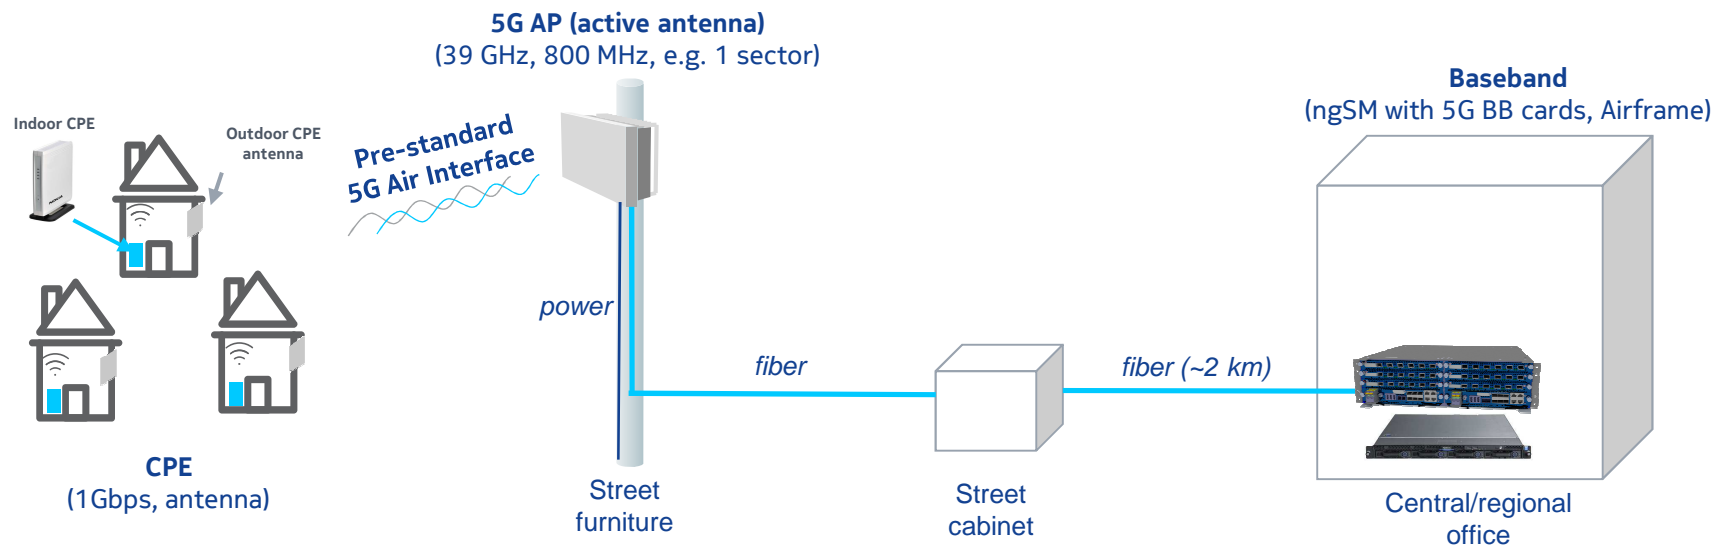 5G AP (active antenna)
(39 GHz, 800 MHz, e.g. 1 sector)
Baseband
(ngSM with 5G BB cards, Airframe)
Indoor CPE
Outdoor CPE
antenna
Pre-standard
5G Air Interface
power
fiber
fiber (~2 km)
CPE
(1Gbps, antenna)
Street
furniture
Street
cabinet
Central/regional
office